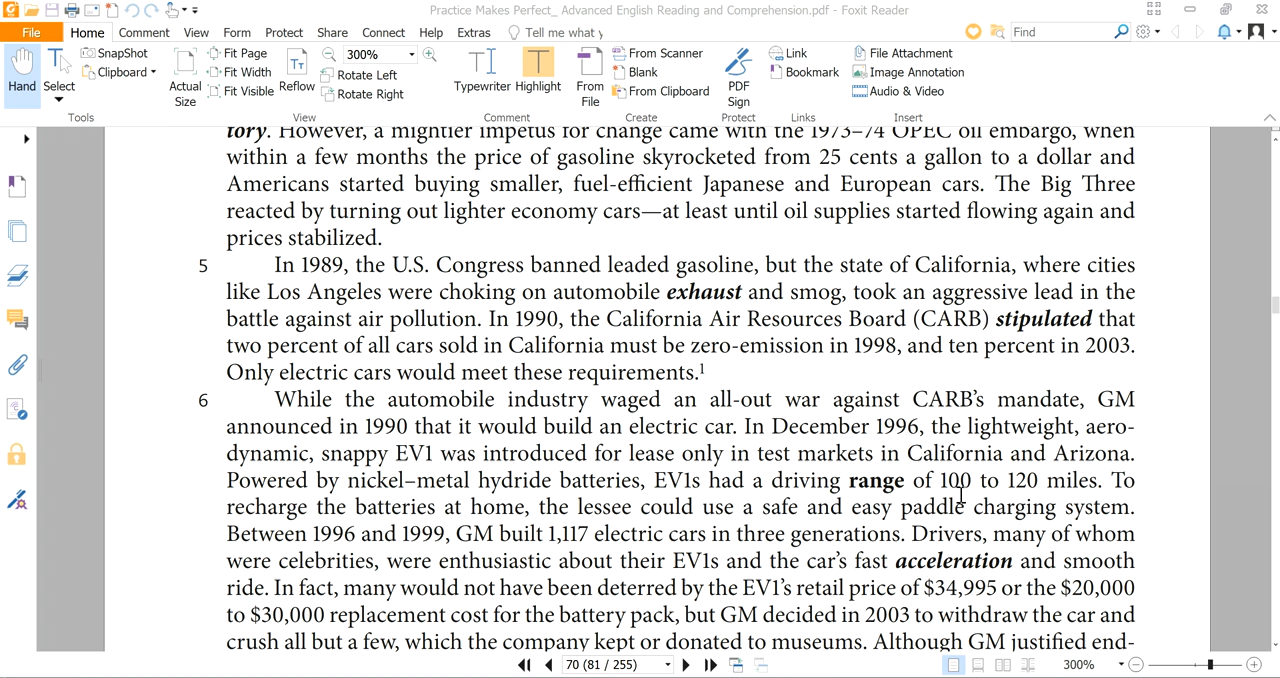 Practice Makes Perfect_ Advanced English Reading and Comprehension.pdf - Foxit Reader
File Home Comment View Form Protect Share Connect Help Extras Tell me what y Find
Hand
Select
SnapShot
Clipboard
Tools
Actual Size
Fit Page
Fit Width
Fit Visible
Reflow
300%
Rotate Left
Rotate Right
View
Typewriter
Highlight
Comment
From File
From Scanner
Blank
From Clipboard
Create
PDF Sign
Protect
Link
Bookmark
Links
File Attachment
Image Annotation
Audio & Video
Insert
tory. However, a mightier impetus for change came with the 1973–74 OPEC oil embargo, when
within a few months the price of gasoline skyrocketed from 25 cents a gallon to a dollar and
Americans started buying smaller, fuel-efficient Japanese and European cars. The Big Three
reacted by turning out lighter economy cars—at least until oil supplies started flowing again and
prices stabilized.
5 In 1989, the U.S. Congress banned leaded gasoline, but the state of California, where cities
like Los Angeles were choking on automobile exhaust and smog, took an aggressive lead in the
battle against air pollution. In 1990, the California Air Resources Board (CARB) stipulated that
two percent of all cars sold in California must be zero-emission in 1998, and ten percent in 2003.
Only electric cars would meet these requirements.¹
6 While the automobile industry waged an all-out war against CARB’s mandate, GM
announced in 1990 that it would build an electric car. In December 1996, the lightweight, aero-
dynamic, snappy EV1 was introduced for lease only in test markets in California and Arizona.
Powered by nickel–metal hydride batteries, EV1s had a driving range of 100 to 120 miles. To
recharge the batteries at home, the lessee could use a safe and easy paddle charging system.
Between 1996 and 1999, GM built 1,117 electric cars in three generations. Drivers, many of whom
were celebrities, were enthusiastic about their EV1s and the car’s fast acceleration and smooth
ride. In fact, many would not have been deterred by the EV1’s retail price of $34,995 or the $20,000
to $30,000 replacement cost for the battery pack, but GM decided in 2003 to withdraw the car and
crush all but a few, which the company kept or donated to museums. Although GM justified end-
70 (81 / 255)
300%